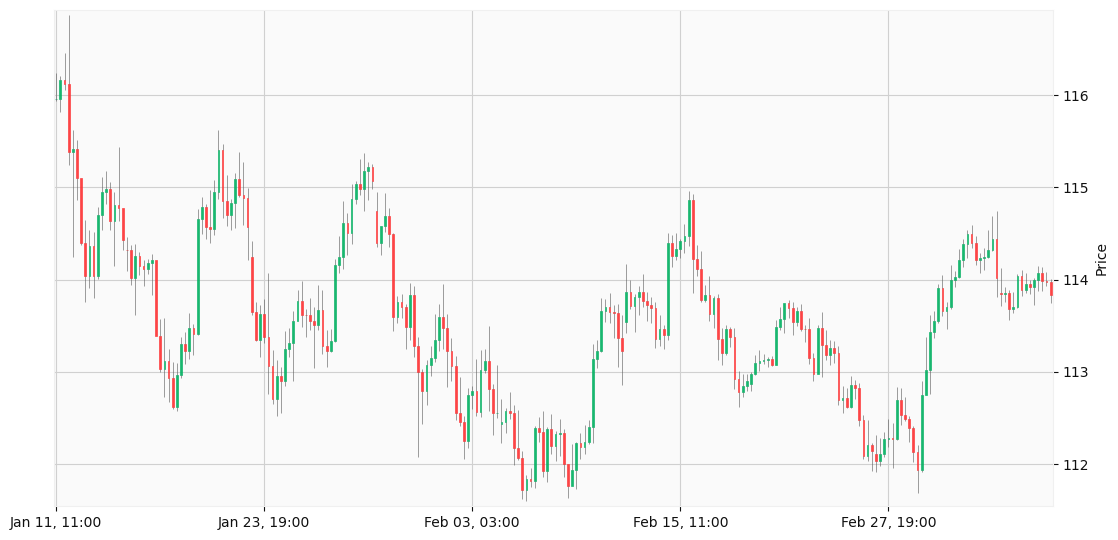 116
115
114
113
112
Price
Jan 11, 11:00
Jan 23, 19:00
Feb 03, 03:00
Feb 15, 11:00
Feb 27, 19:00